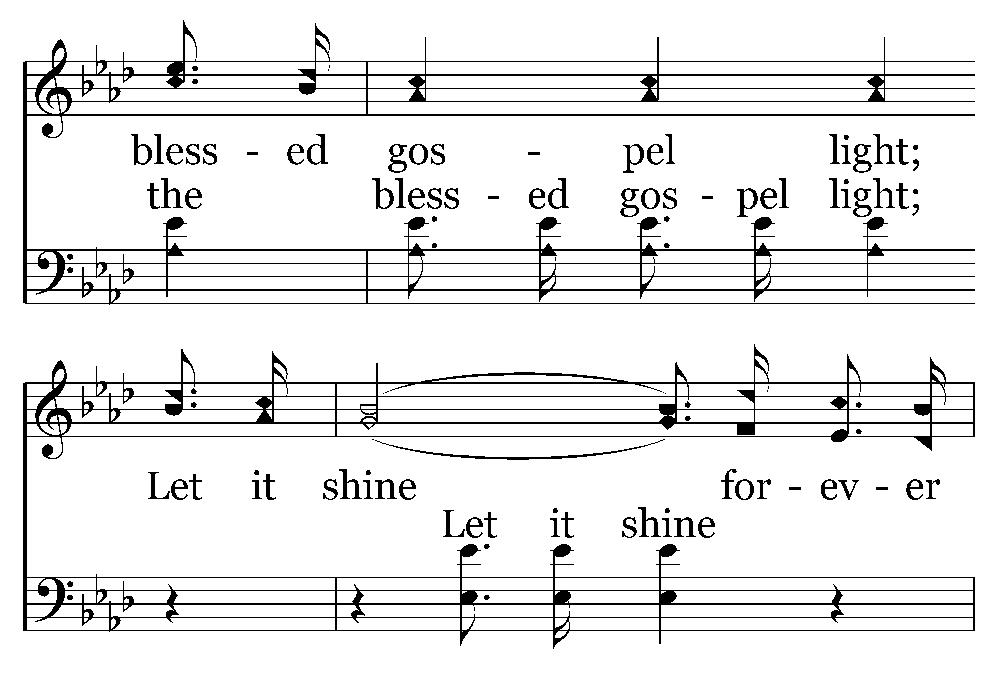 bless - ed gos - pel light;
the bless - ed gos - pel light;
Let it shine for - ev - er
Let it shine